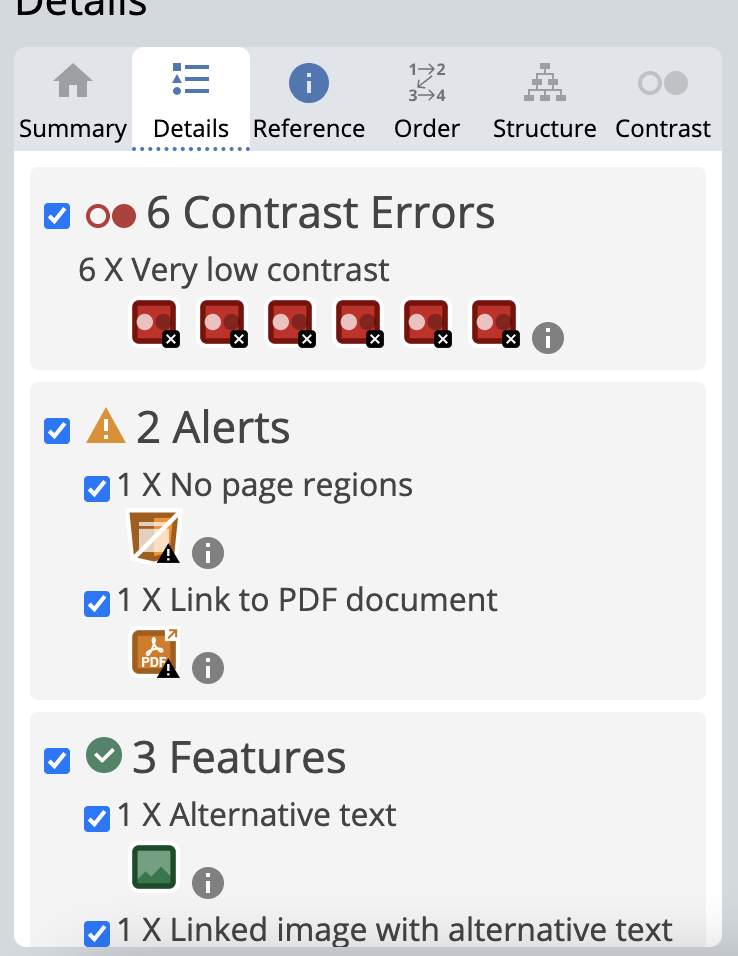 Details
Summary Details Reference Order Structure Contrast
1→2
3→4
6 Contrast Errors
6 X Very low contrast
2 Alerts
1 X No page regions
1 X Link to PDF document
PDF
3 Features
1 X Alternative text
1 X Linked image with alternative text